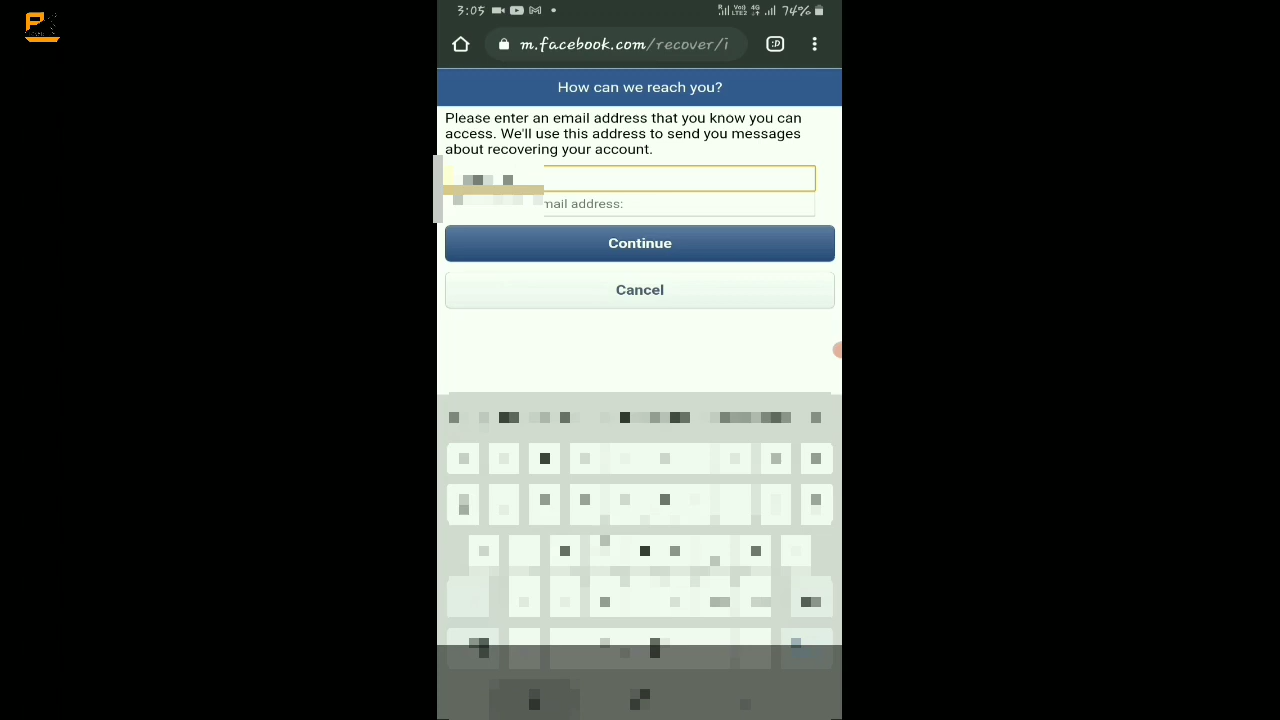 3:05
VoLTE2 4G 74%
m.facebook.com/recover/i
:D
How can we reach you?
Please enter an email address that you know you can
access. We'll use this address to send you messages
about recovering your account.
mail address:
Continue
Cancel